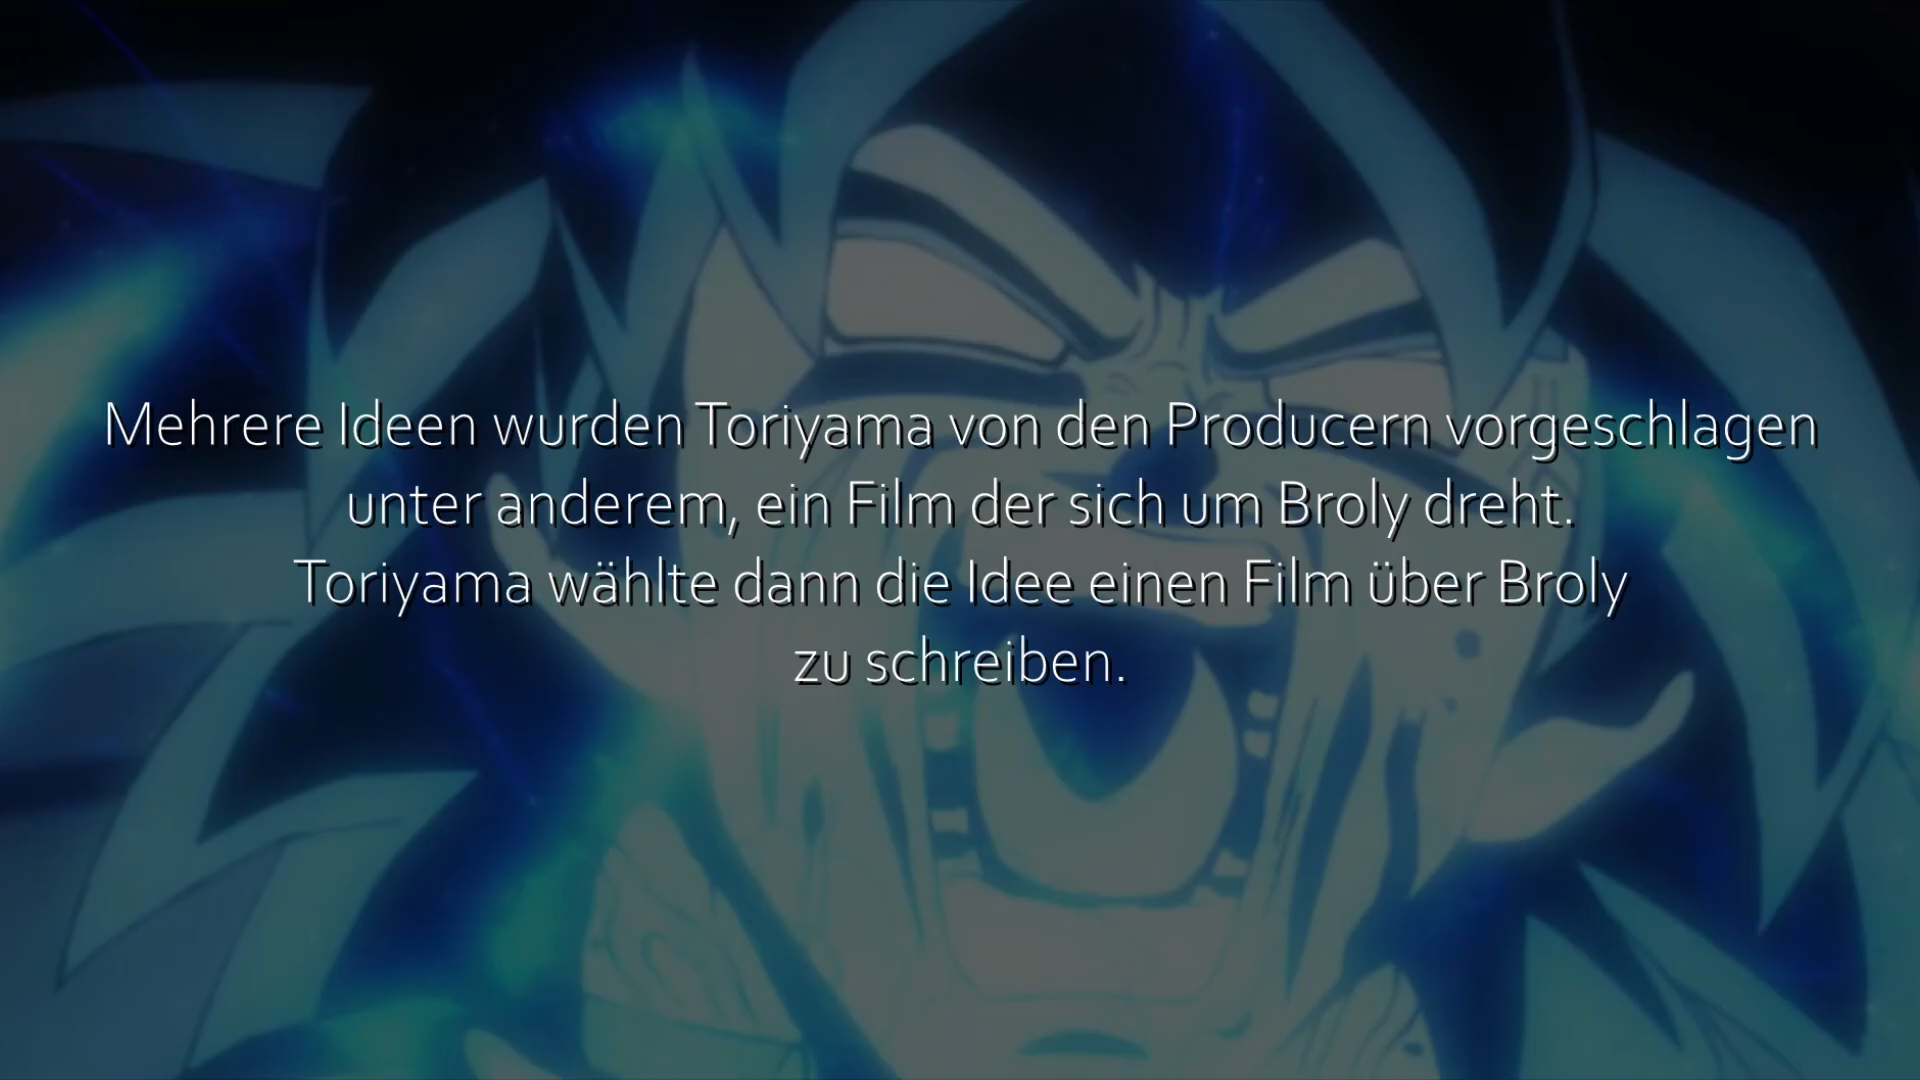 Mehrere Ideen wurden Toriyama von den Producern vorgeschlagen
unter anderem, ein Film der sich um Broly dreht.
Toriyama wählte dann die Idee einen Film über Broly
zu schreiben.